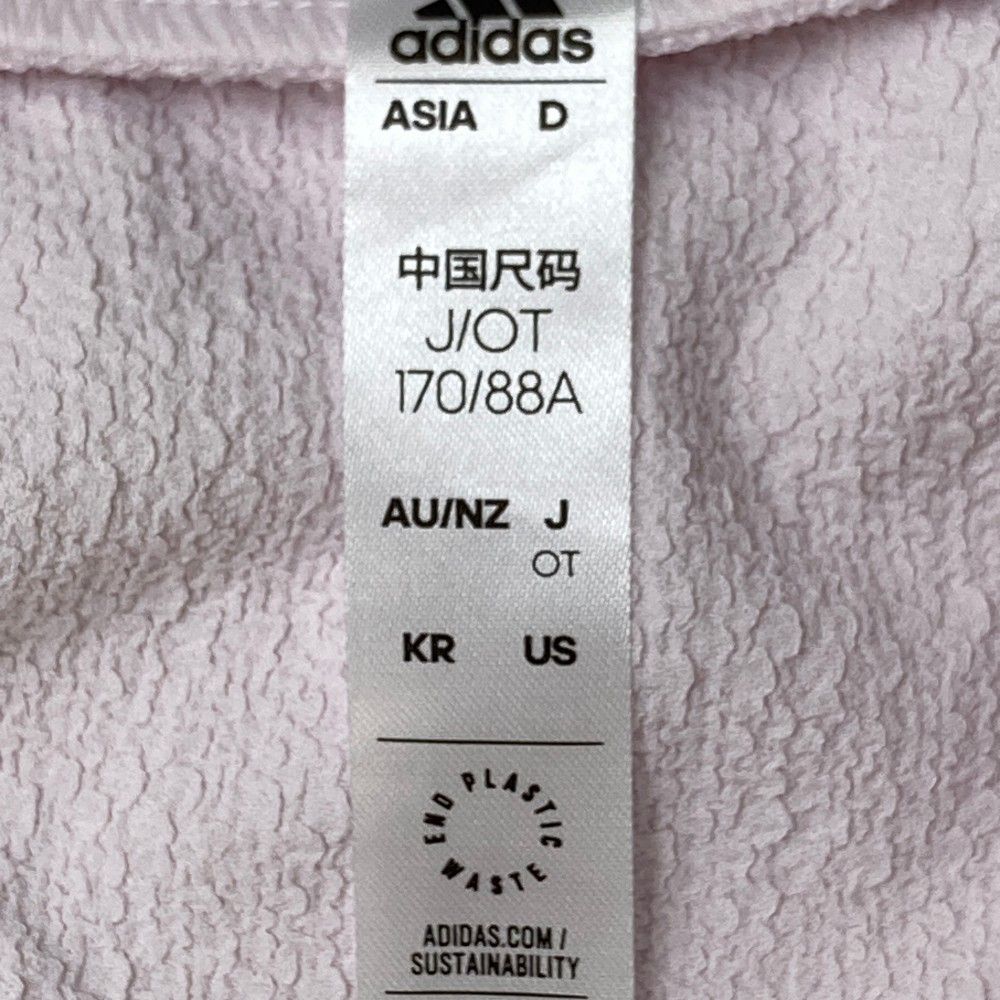 adidas
ASIA D
中国尺码
J/OT
170/88A
AU/NZ J
OT
KR US
END PLASTIC WASTE
ADIDAS.COM /
SUSTAINABILITY